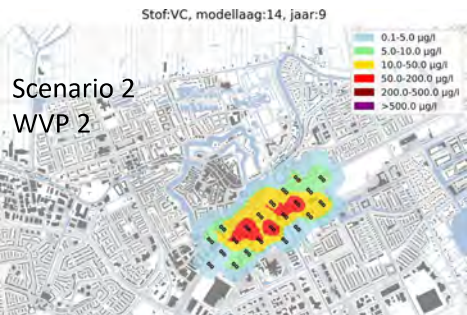 Stof:VC, modellaag:14, jaar:9
0.1-5.0 µg/l
5.0-10.0 µg/l
10.0-50.0 µg/l
50.0-200.0 µg/l
200.0-500.0 µg/l
>500.0 µg/l
Scenario 2
WVP 2